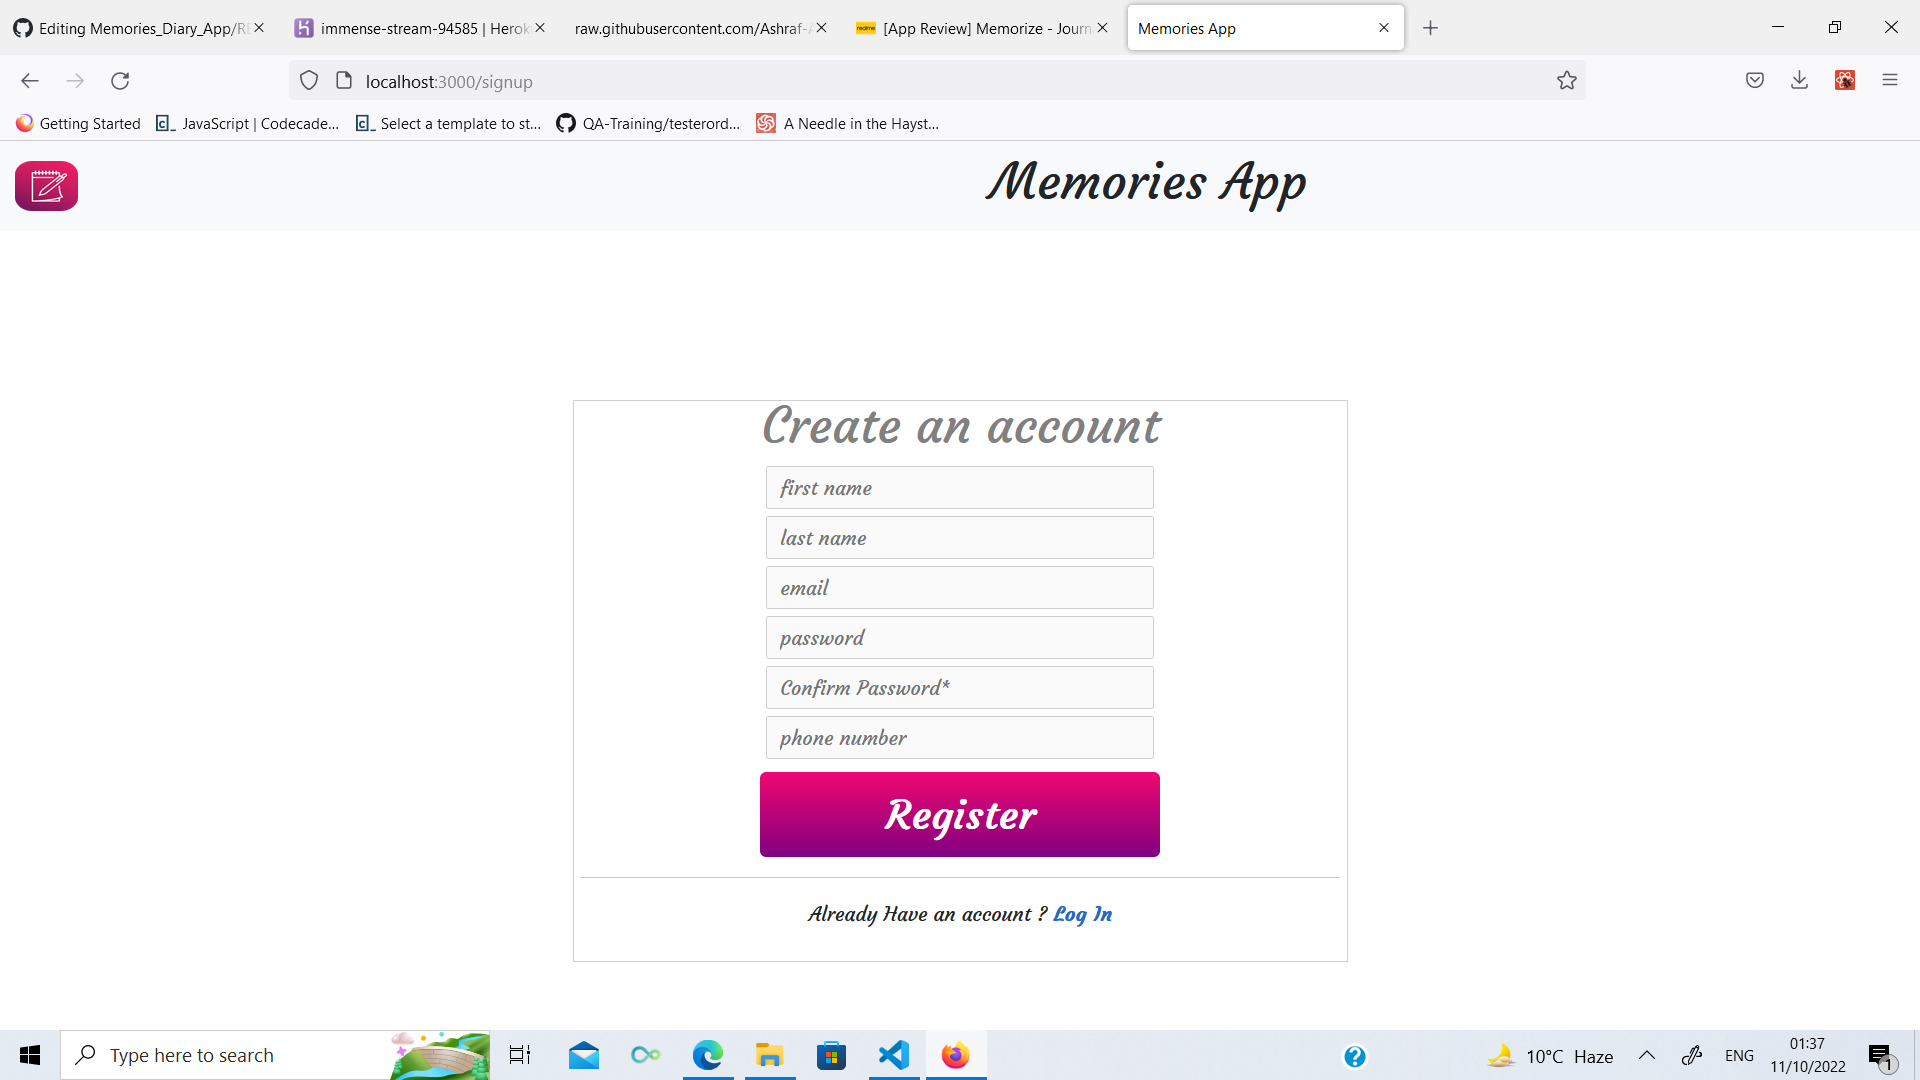 Editing Memories_Diary_App/RE
immense-stream-94585 | Herok
raw.githubusercontent.com/Ashraf-A
realme
[App Review] Memorize - Journ
Memories App
localhost:3000/signup
Getting Started
JavaScript | Codecade...
Select a template to st...
QA-Training/testerord...
A Needle in the Hayst...
Memories App
Create an account
first name
last name
email
password
Confirm Password*
phone number
Register
Already Have an account ? Log In
Type here to search
10°C Haze
ENG
01:37
11/10/2022
1